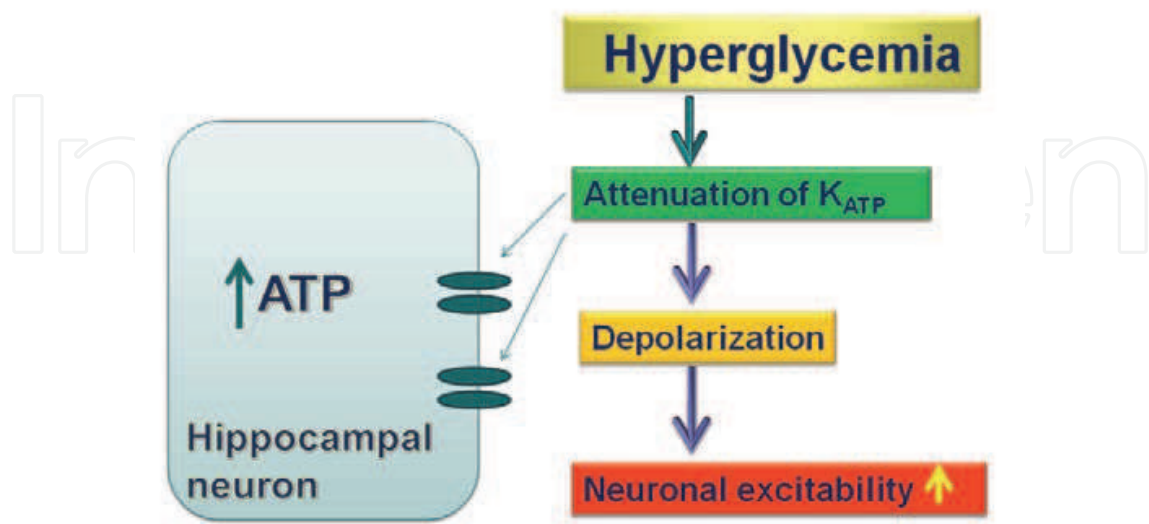 Hyperglycemia
Attenuation of KATP
ATP
Depolarization
Hippocampal
neuron
Neuronal excitability